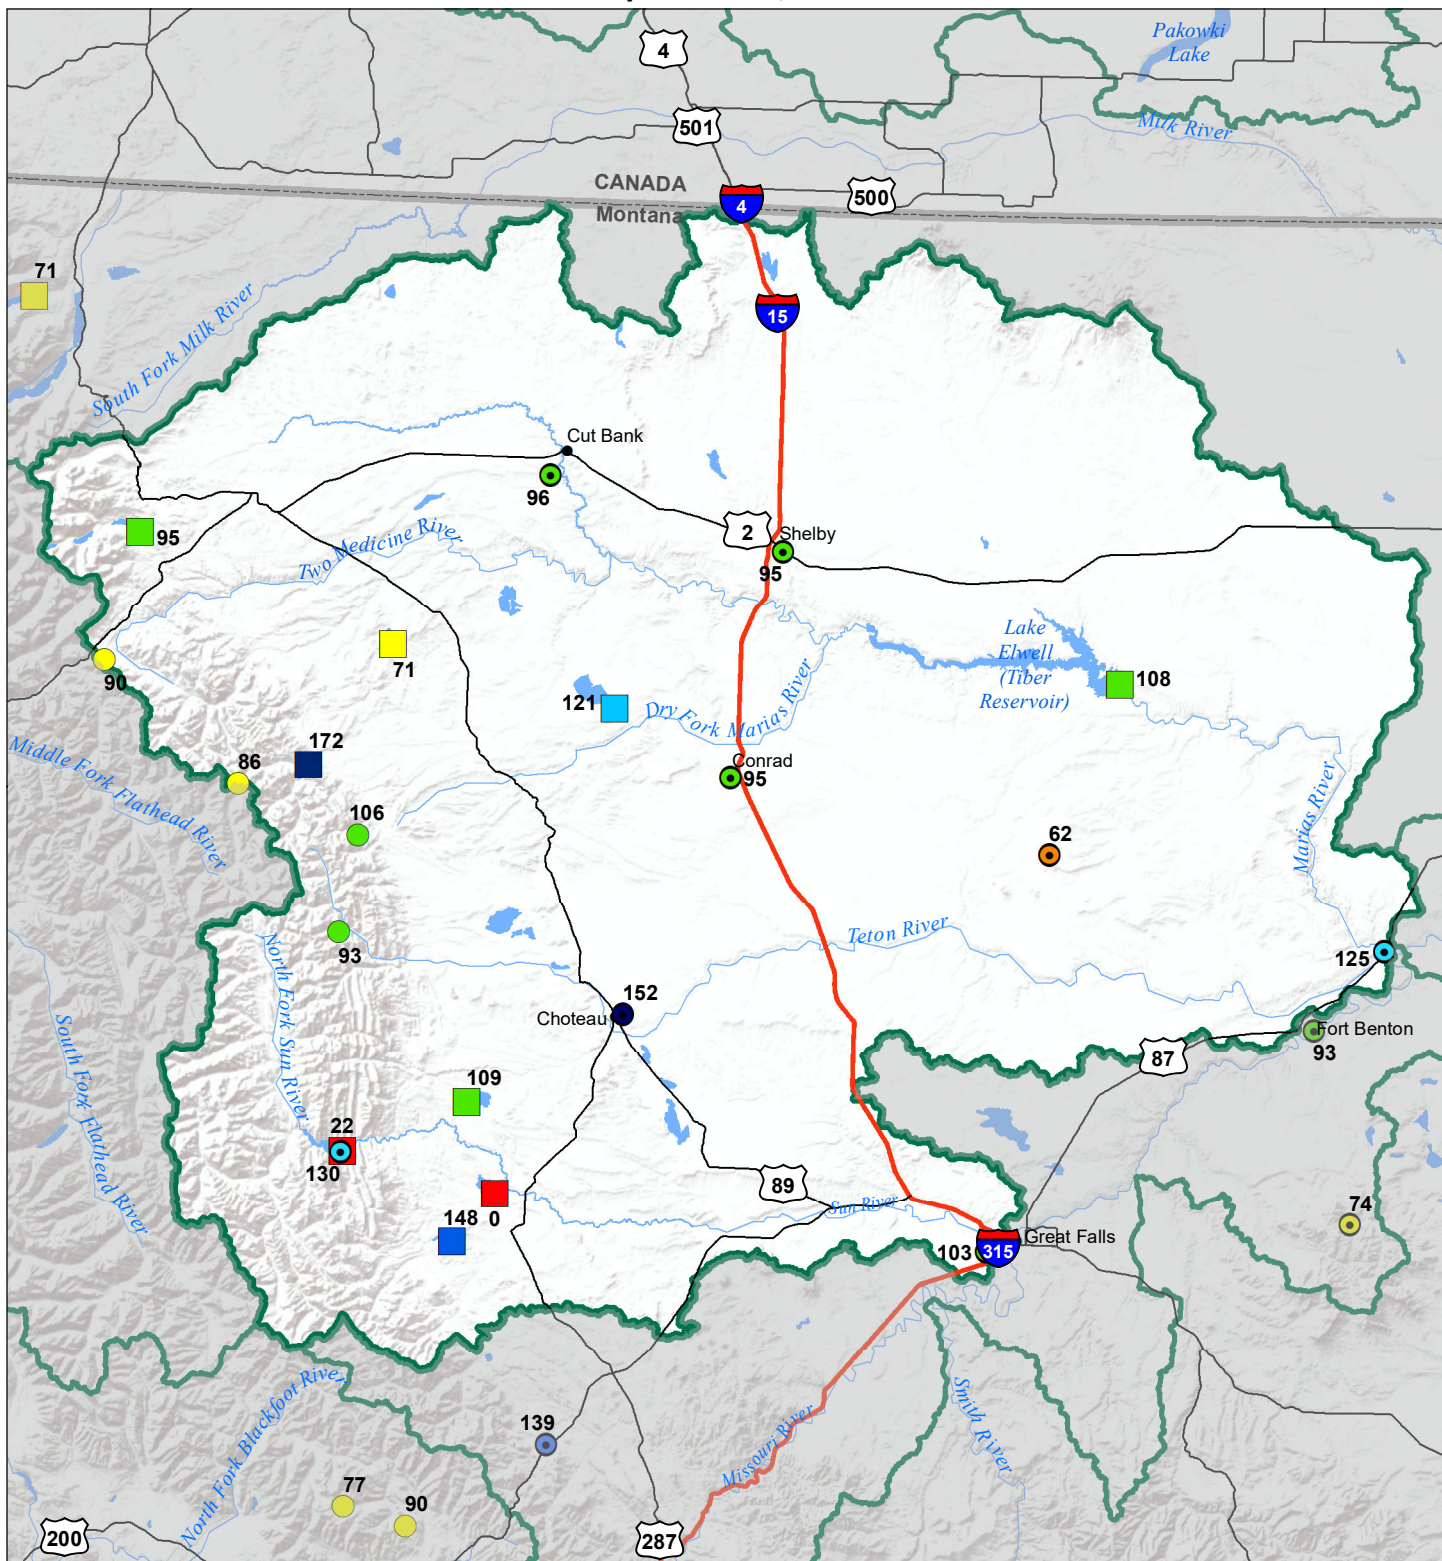 4
Pakowki
Lake
501
Milk River
CANADA
500
4
Montana
71
15
South Fork Milk River
Cut Bank
96
2
Shelby
95
Two Medicine River
95
Lake
Elwell
(Tiber
Reservoir)
71
90
108
121
Dry Fork Marias River
172
Middle Fork Flathead River
86
Conrad
95
106
Marias River
62
93
Teton River
North Fork Sun River
125
152
Choteau
South Fork Flathead River
Fort Benton
87
93
109
22
130
89
Sun River
0
148
74
103
315
Great Falls
North Fork Blackfoot River
Smith River
139
Missouri River
77
90
200
287